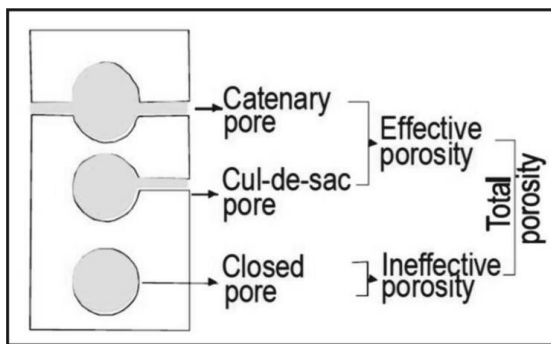 Catenary
pore
Effective
porosity
Cul-de-sac
pore
Closed
pore
Ineffective
porosity
Total
porosity